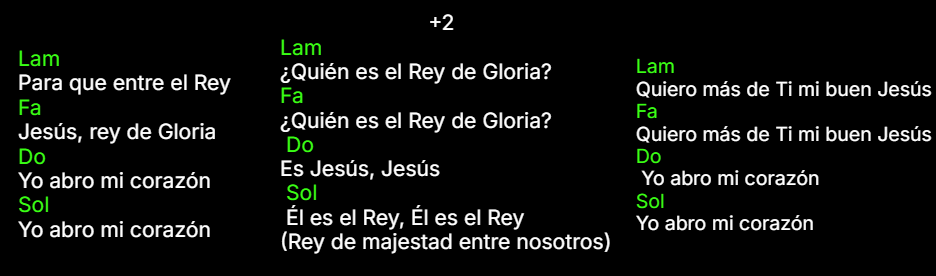 +2
Lam
Para que entre el Rey
Fa
Jesús, rey de Gloria
Do
Yo abro mi corazón
Sol
Yo abro mi corazón
Lam
¿Quién es el Rey de Gloria?
Fa
¿Quién es el Rey de Gloria?
Do
Es Jesús, Jesús
Sol
Él es el Rey, Él es el Rey
(Rey de majestad entre nosotros)
Lam
Quiero más de Ti mi buen Jesús
Fa
Quiero más de Ti mi buen Jesús
Do
Yo abro mi corazón
Sol
Yo abro mi corazón